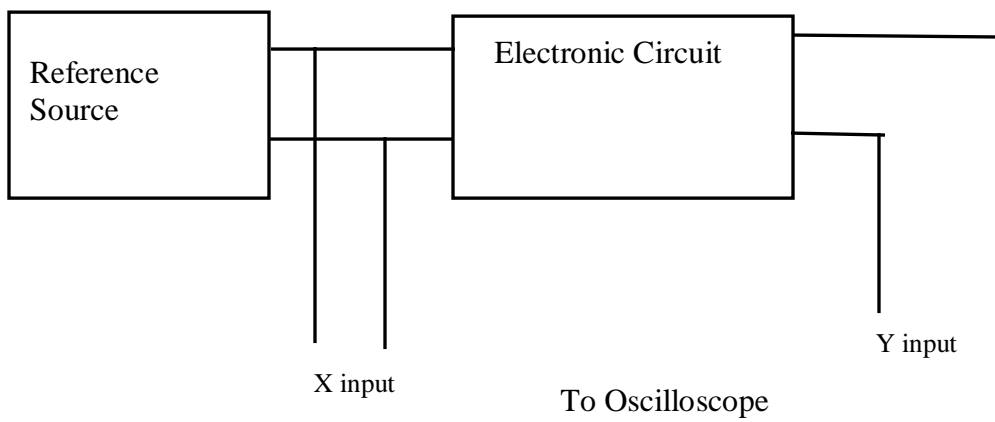 Reference
Source
Electronic Circuit
X input
Y input
To Oscilloscope